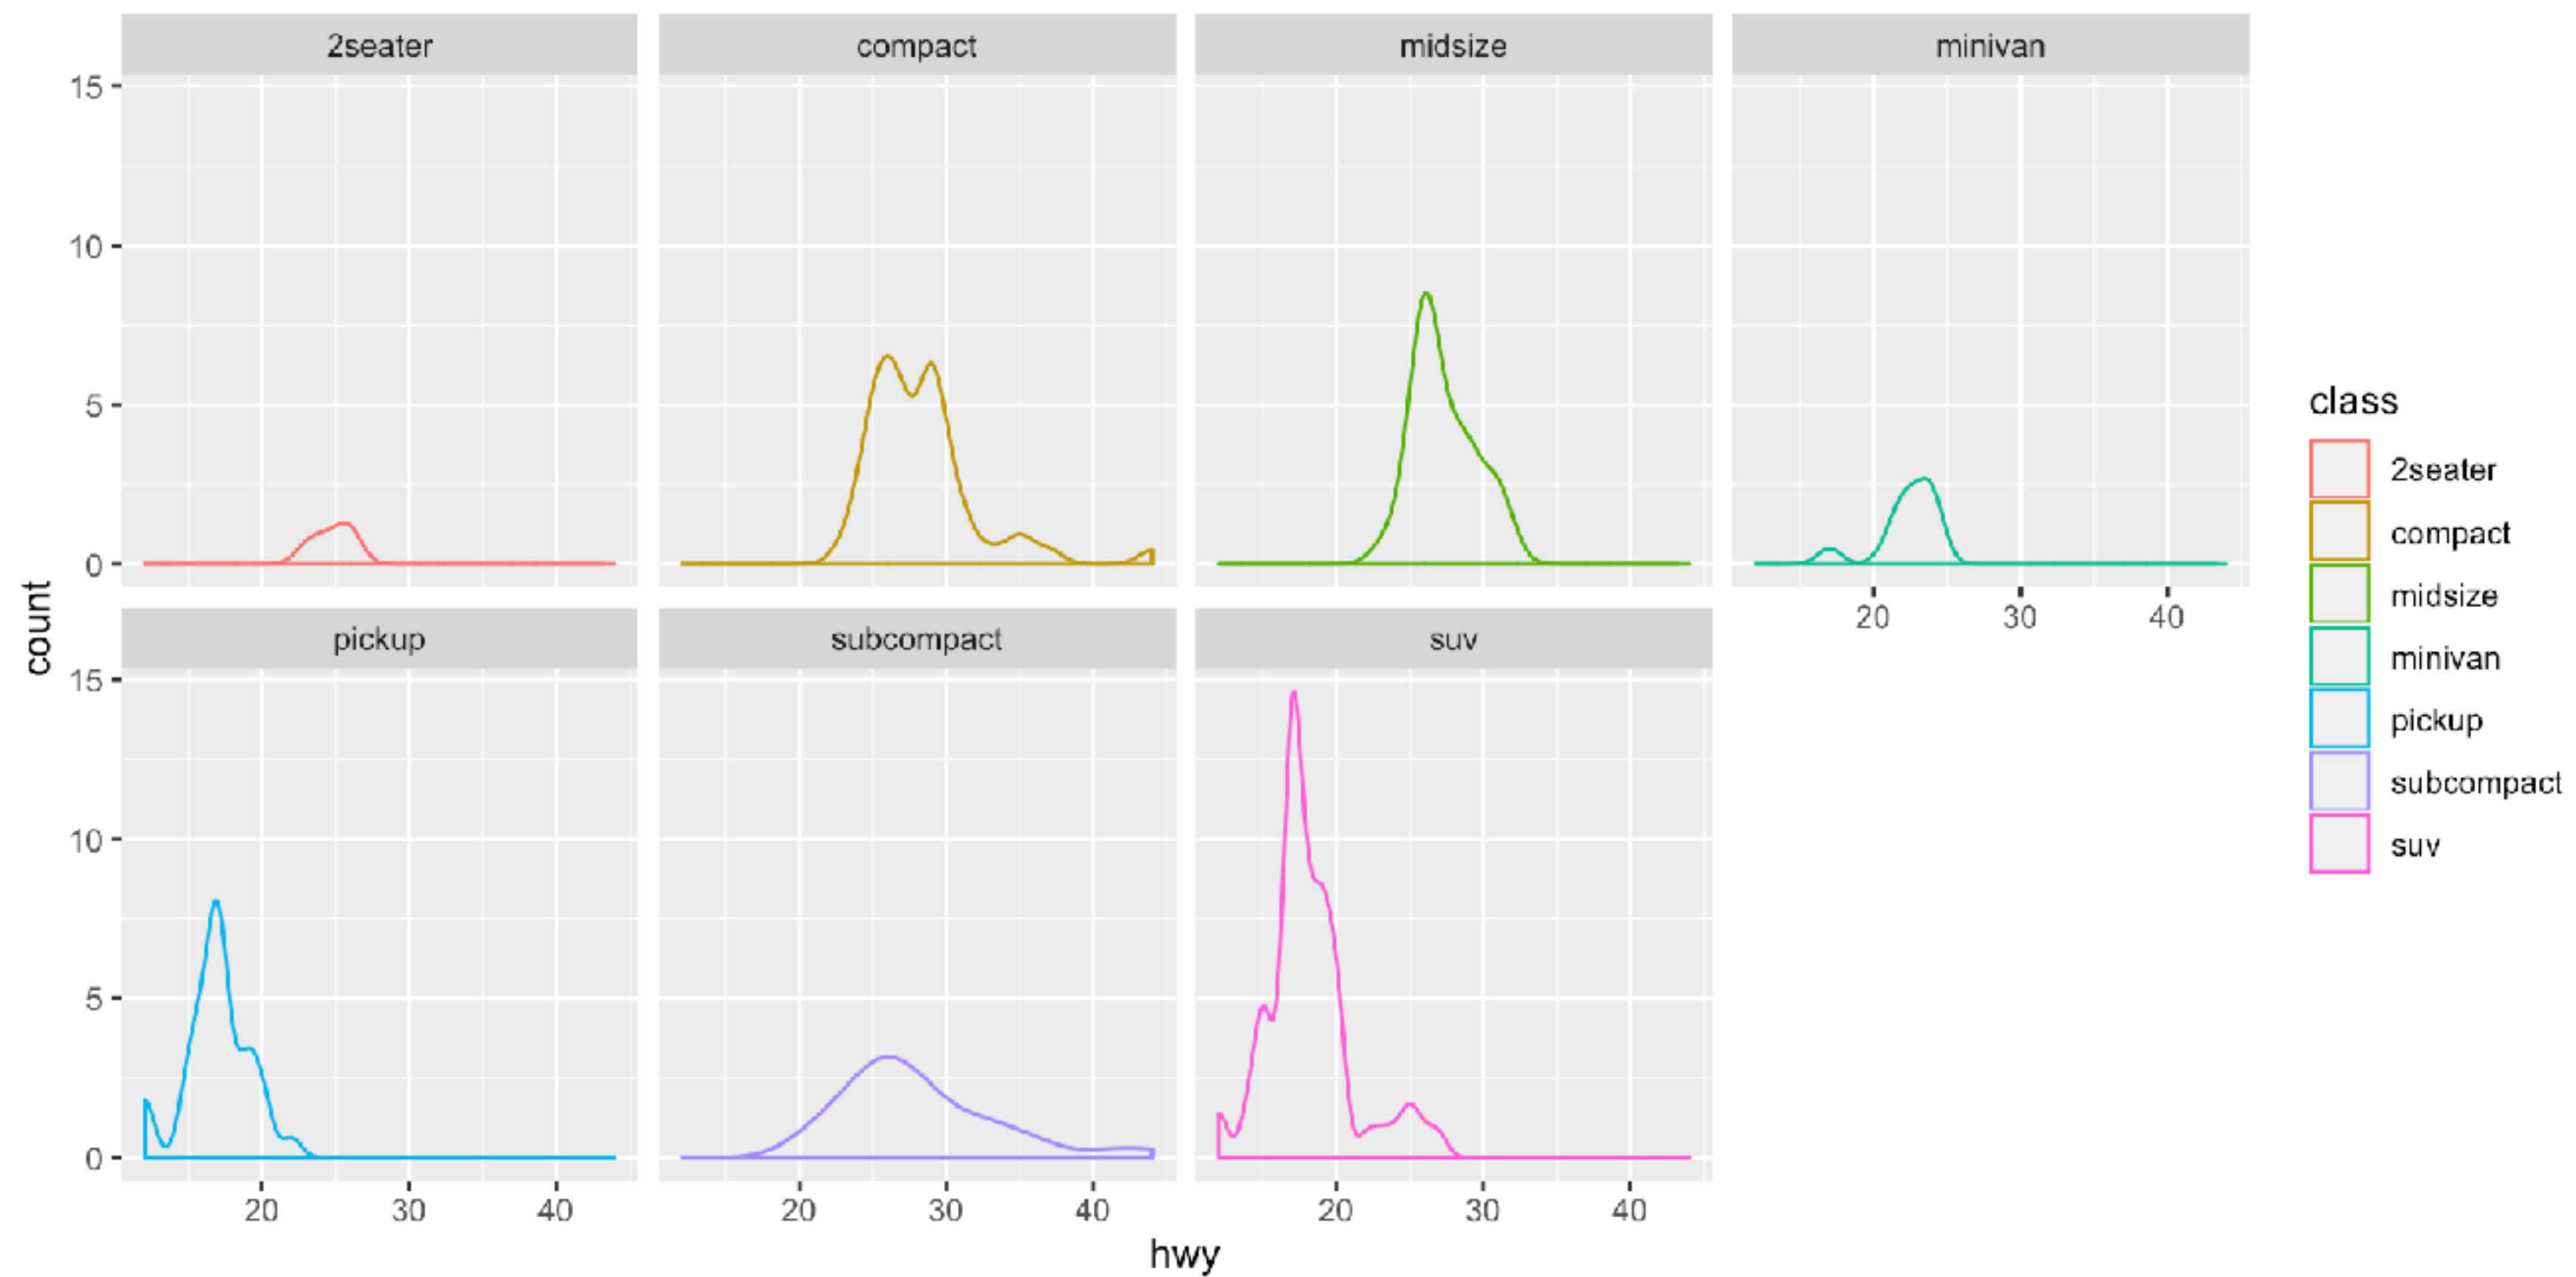 2seater compact midsize minivan
15
10
5
0
20 30 40
count
pickup subcompact suv
15
10
5
0
20 30 40 20 30 40 20 30 40
hwy
class
2seater
compact
midsize
minivan
pickup
subcompact
suv